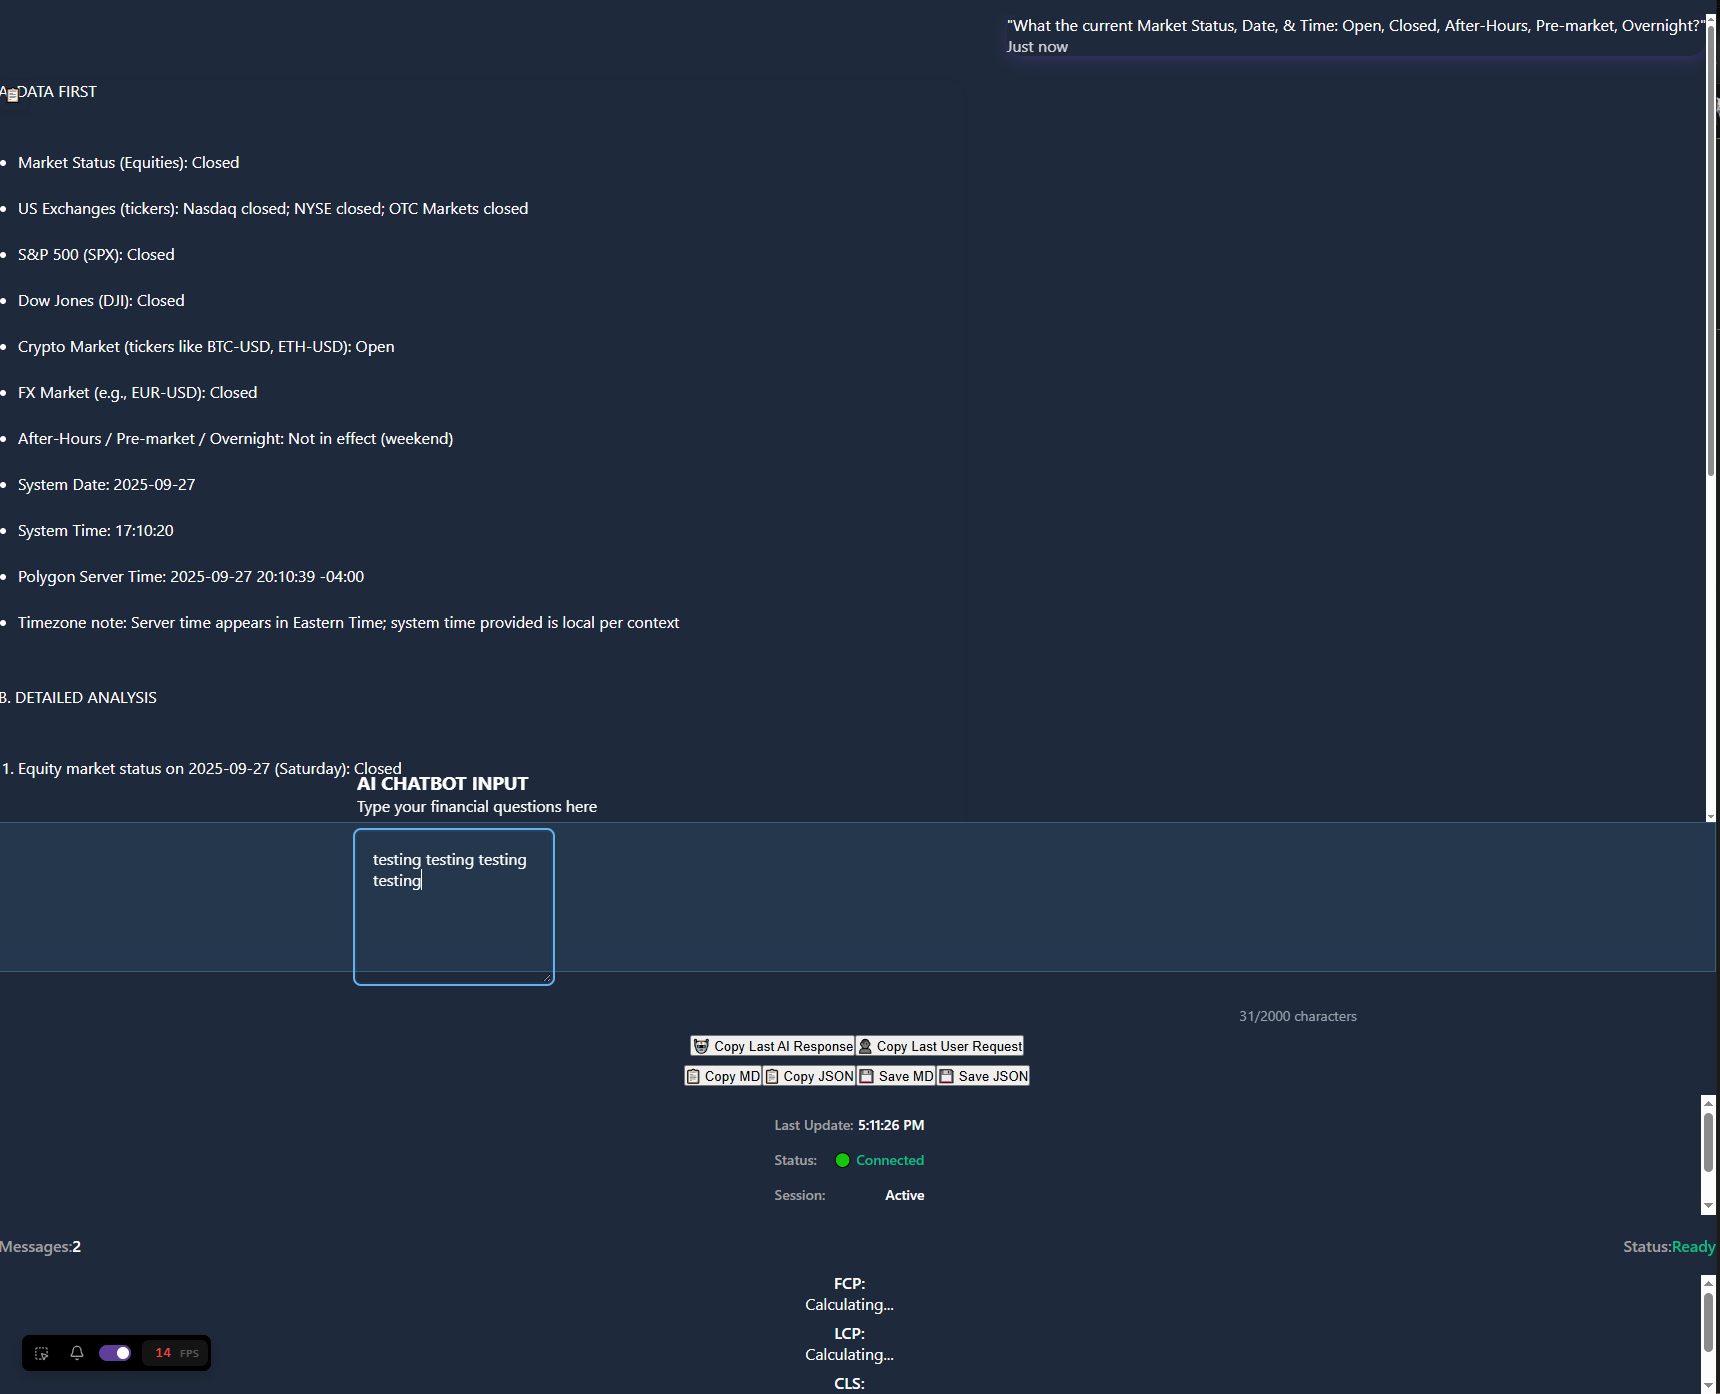 "What the current Market Status, Date, & Time: Open, Closed, After-Hours, Pre-market, Overnight?"
Just now
A. DATA FIRST
• Market Status (Equities): Closed
• US Exchanges (tickers): Nasdaq closed; NYSE closed; OTC Markets closed
• S&P 500 (SPX): Closed
• Dow Jones (DJI): Closed
• Crypto Market (tickers like BTC-USD, ETH-USD): Open
• FX Market (e.g., EUR-USD): Closed
• After-Hours / Pre-market / Overnight: Not in effect (weekend)
• System Date: 2025-09-27
• System Time: 17:10:20
• Polygon Server Time: 2025-09-27 20:10:39 -04:00
• Timezone note: Server time appears in Eastern Time; system time provided is local per context
B. DETAILED ANALYSIS
1. Equity market status on 2025-09-27 (Saturday): Closed
AI CHATBOT INPUT
Type your financial questions here
testing testing testing
testing
31/2000 characters
Copy Last AI Response Copy Last User Request
Copy MD Copy JSON Save MD Save JSON
Last Update: 5:11:26 PM
Status: Connected
Session: Active
Messages:2 Status:Ready
FCP:
Calculating...
LCP:
Calculating...
14 FPS
CLS: